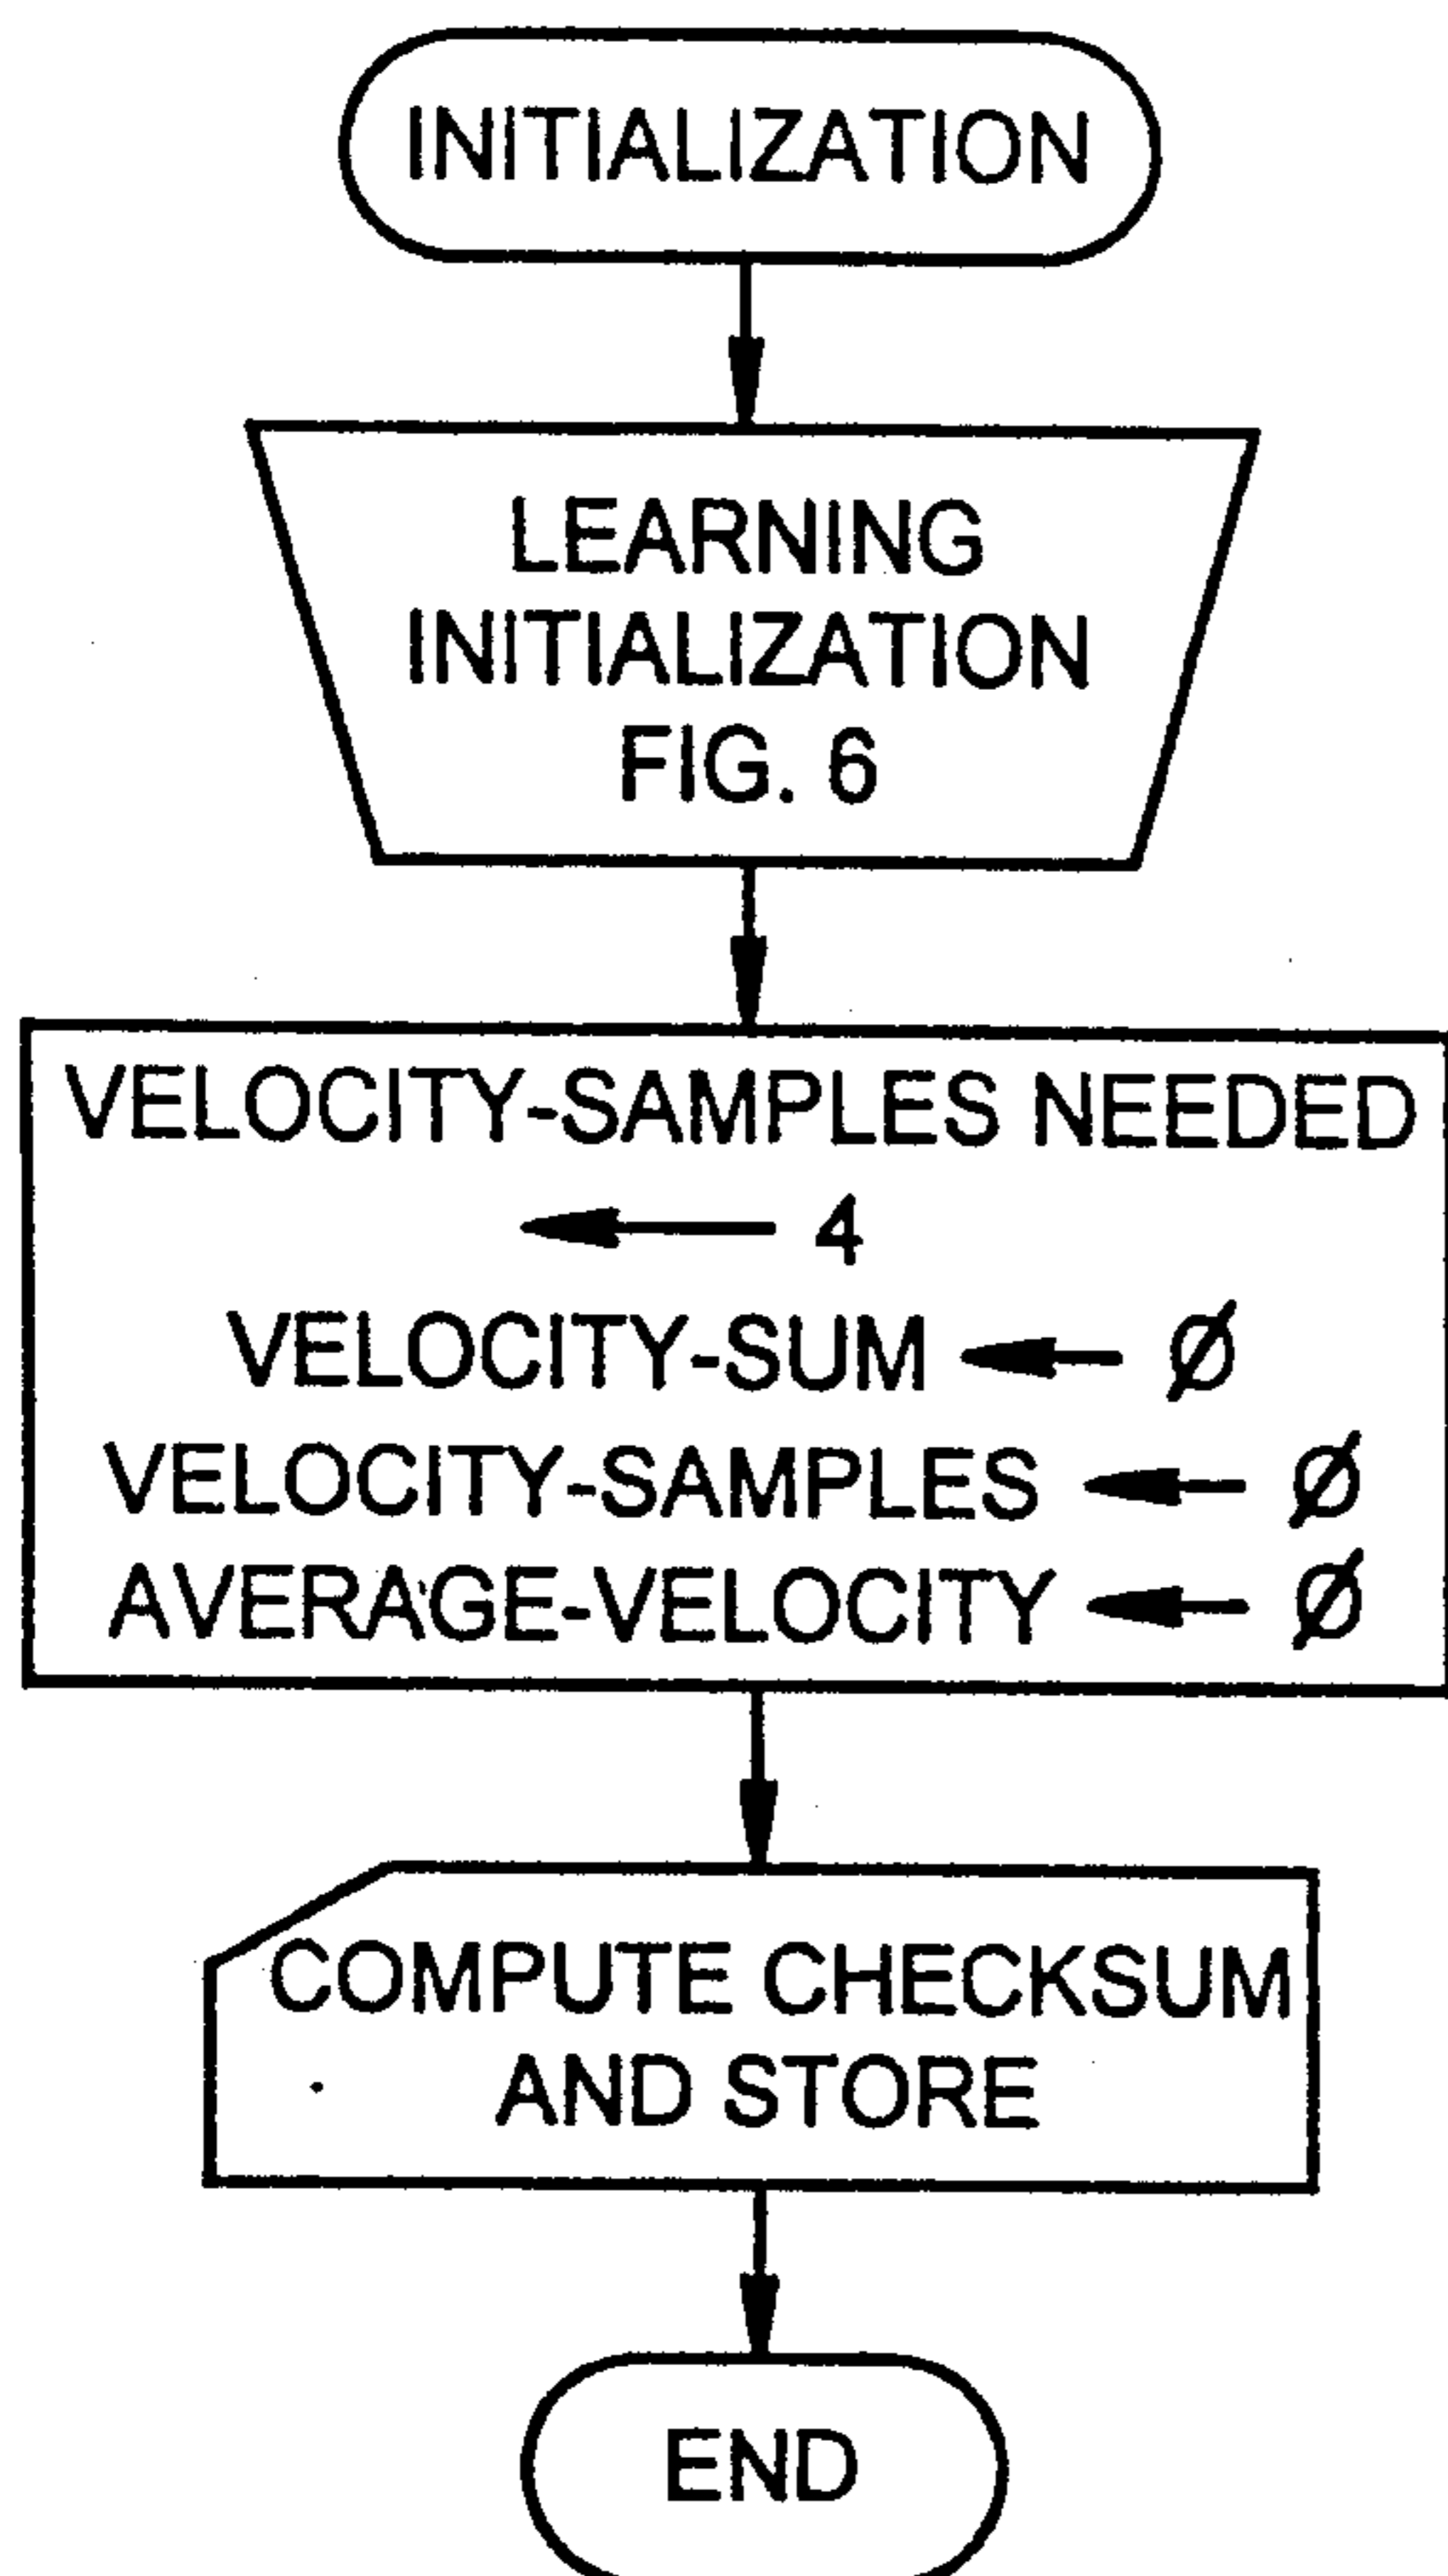 INITIALIZATION
LEARNING
INITIALIZATION
FIG. 6
VELOCITY-SAMPLES NEEDED
← 4
VELOCITY-SUM ← Ø
VELOCITY-SAMPLES ← Ø
AVERAGE-VELOCITY ← Ø
COMPUTE CHECKSUM
AND STORE
END